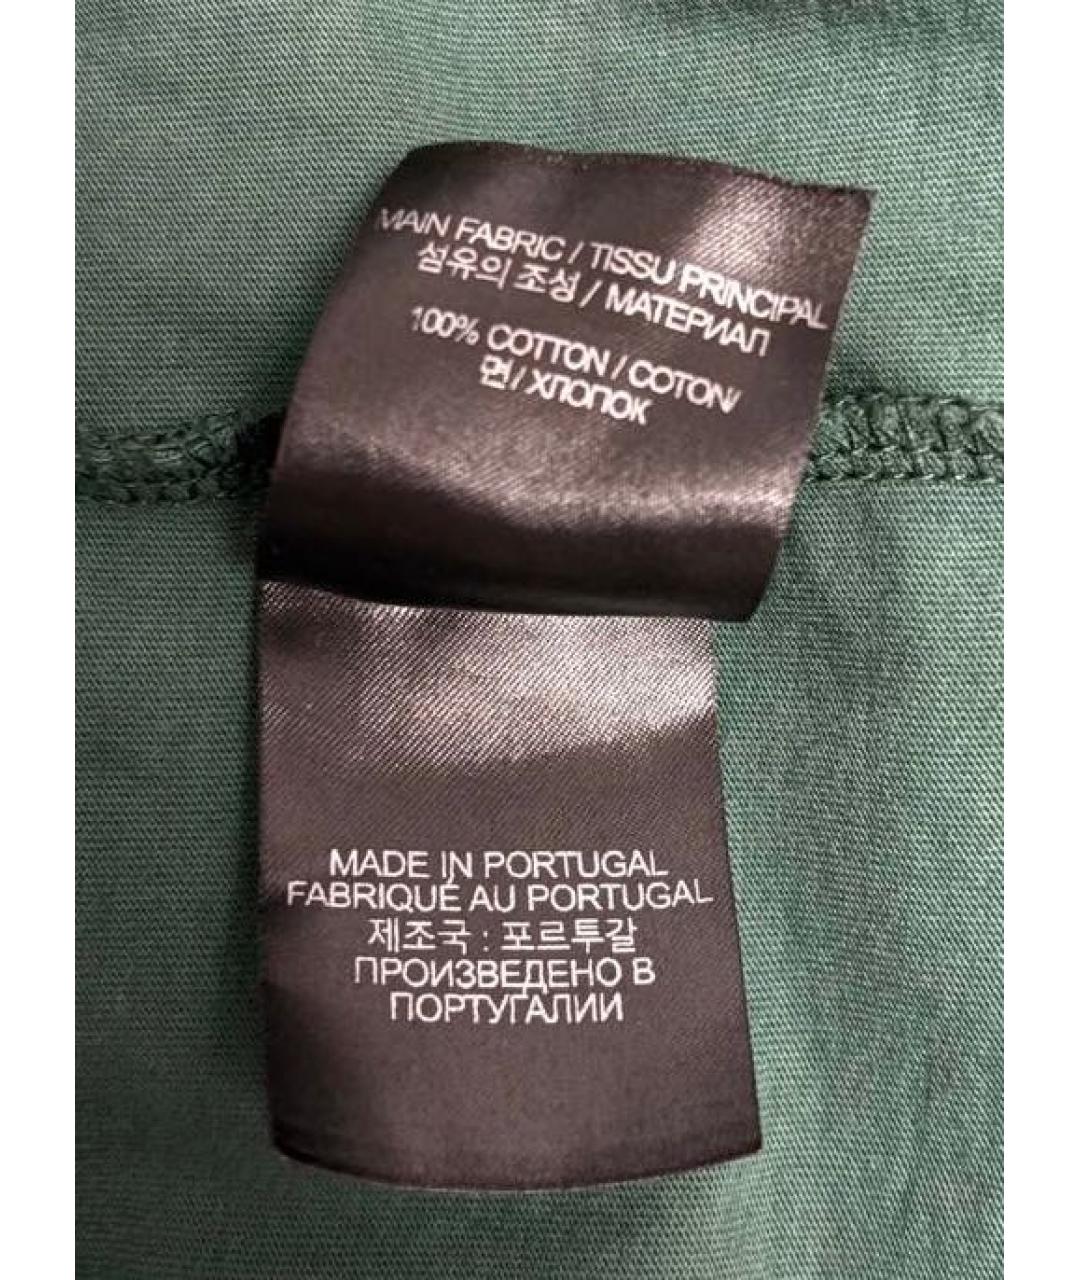 MAIN FABRIC / TISSU PRINCIPAL
섬유의 조성 / МАТЕРИАЛ
100% COTTON / COTON/
면 / ХЛОПОК
MADE IN PORTUGAL
FABRIQUÉ AU PORTUGAL
제조국 : 포르투갈
ПРОИЗВЕДЕНО В
ПОРТУГАЛИИ